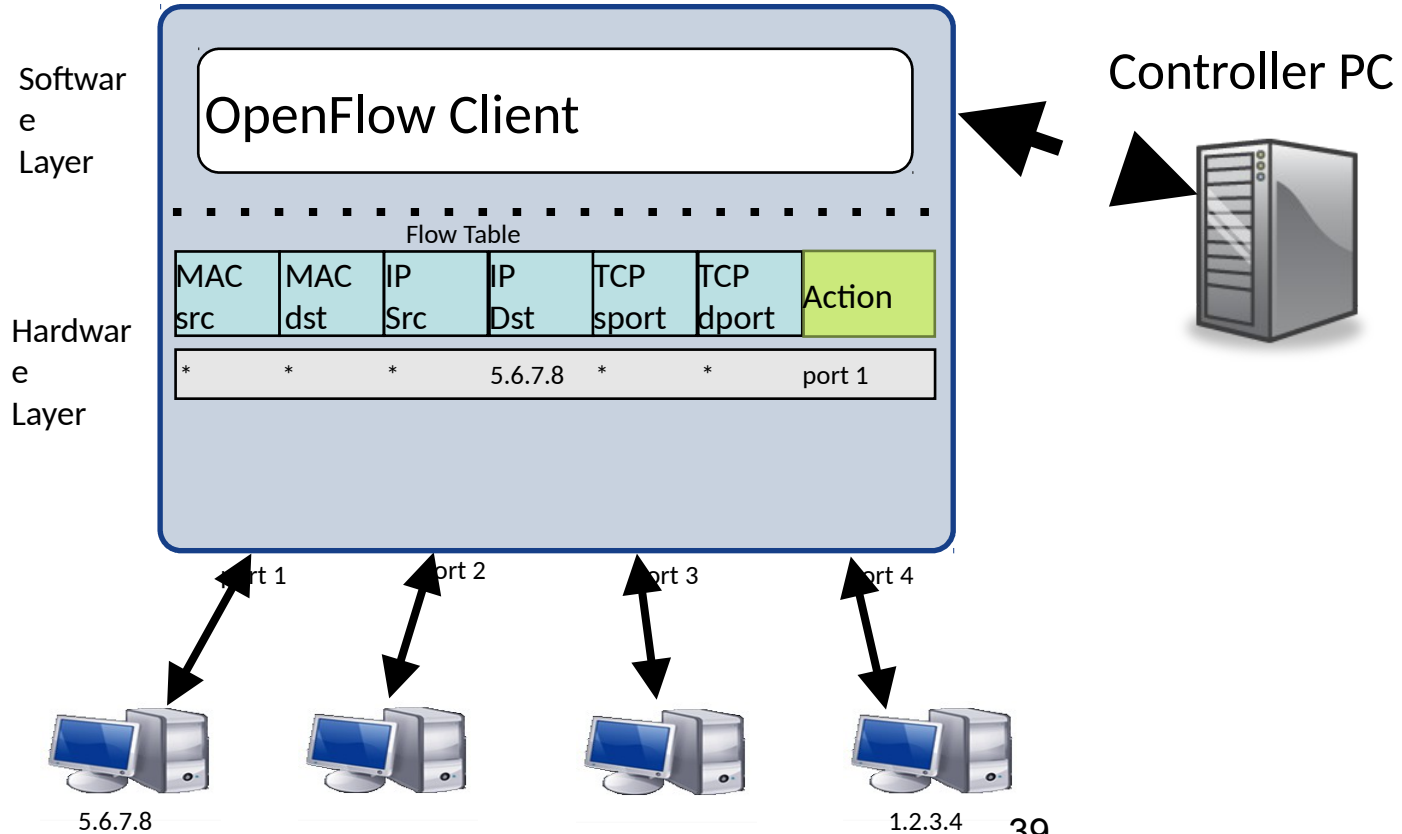 Controller PC
Softwar
e
Layer
OpenFlow Client
Flow Table
MAC
src
MAC
dst
IP
Src
IP
Dst
TCP
sport
TCP
dport
Action
Hardwar
e
Layer
* * * 5.6.7.8 * * port 1
port 1
port 2
port 3
port 4
5.6.7.8
1.2.3.4
39